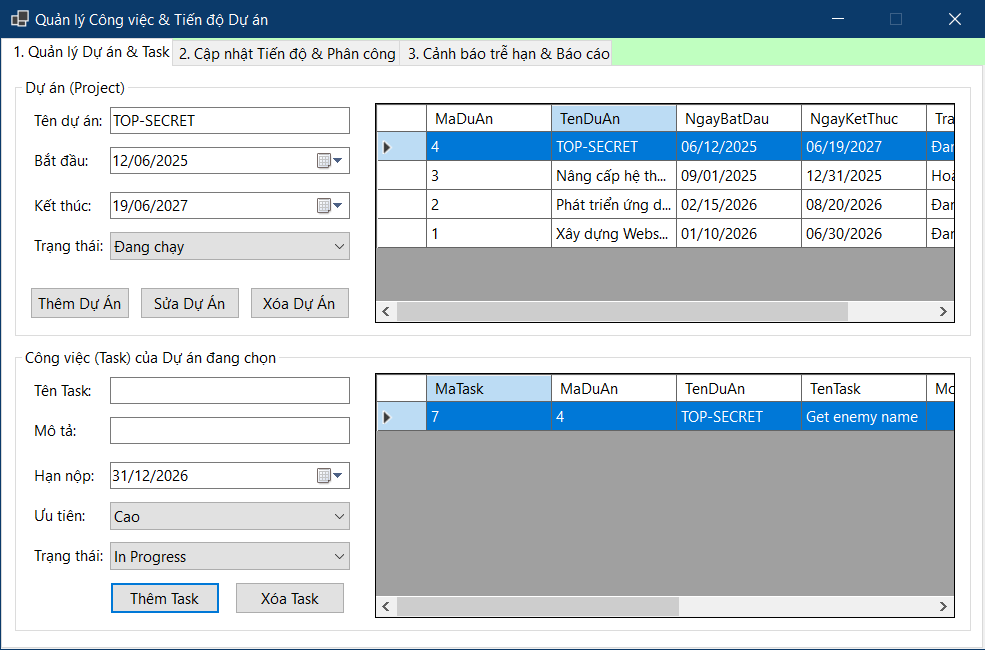 Quản lý Công việc & Tiến độ Dự án
1. Quản lý Dự án & Task 2. Cập nhật Tiến độ & Phân công 3. Cảnh báo trễ hạn & Báo cáo
Dự án (Project)
Tên dự án: TOP-SECRET
Bắt đầu: 12/06/2025
Kết thúc: 19/06/2027
Trạng thái: Đang chạy
Thêm Dự Án Sửa Dự Án Xóa Dự Án
MaDuAn TenDuAn NgayBatDau NgayKetThuc Tra
4 TOP-SECRET 06/12/2025 06/19/2027 Đan
3 Nâng cấp hệ th... 09/01/2025 12/31/2025 Hoà
2 Phát triển ứng d... 02/15/2026 08/20/2026 Đan
1 Xây dựng Webs... 01/10/2026 06/30/2026 Đan
Công việc (Task) của Dự án đang chọn
Tên Task:
Mô tả:
Hạn nộp: 31/12/2026
Ưu tiên: Cao
Trạng thái: In Progress
Thêm Task Xóa Task
MaTask MaDuAn TenDuAn TenTask Mo
7 4 TOP-SECRET Get enemy name